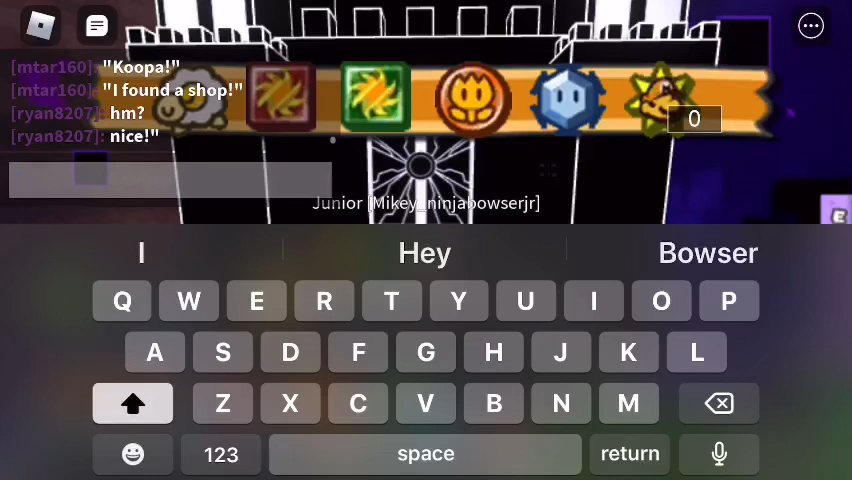 [mtar160]: "Koopa!"
[mtar160]: "I found a shop!"
[ryan8207]: hm?
[ryan8207]: nice!"
0
Junior [Mikey_ninjabowserjr]
E
I Hey Bowser
Q W E R T Y U I O P
A S D F G H J K L
Z X C V B N M
123 space return